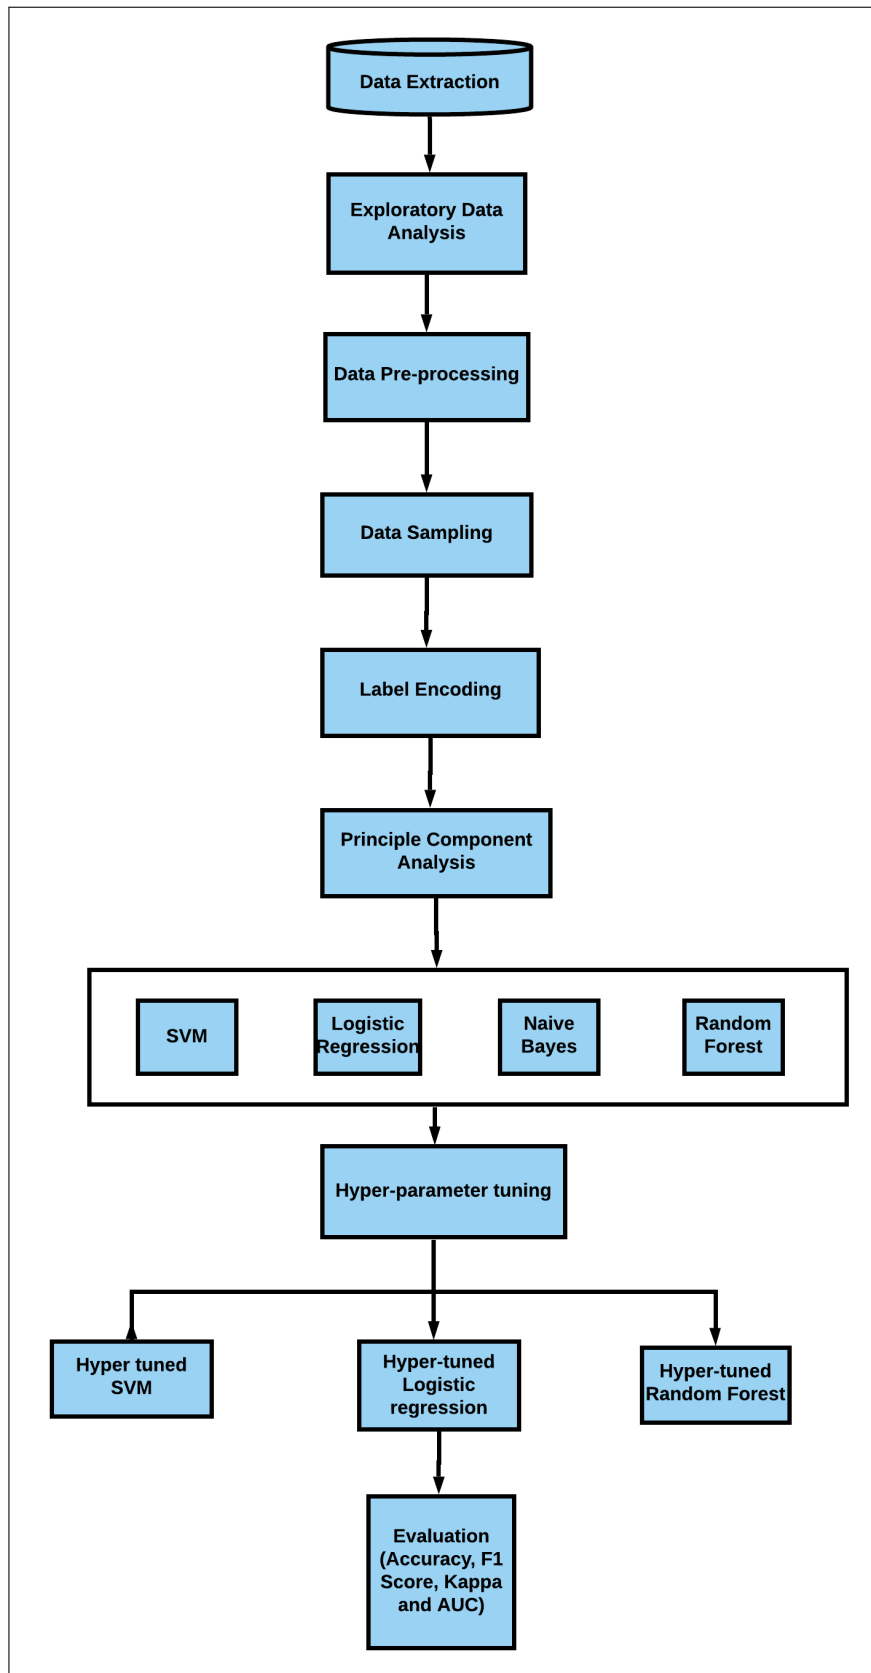 Data Extraction
Exploratory Data
Analysis
Data Pre-processing
Data Sampling
Label Encoding
Principle Component
Analysis
SVM
Logistic
Regression
Naive
Bayes
Random
Forest
Hyper-parameter tuning
Hyper tuned
SVM
Hyper-tuned
Logistic
regression
Hyper-tuned
Random Forest
Evaluation
(Accuracy, F1
Score, Kappa
and AUC)